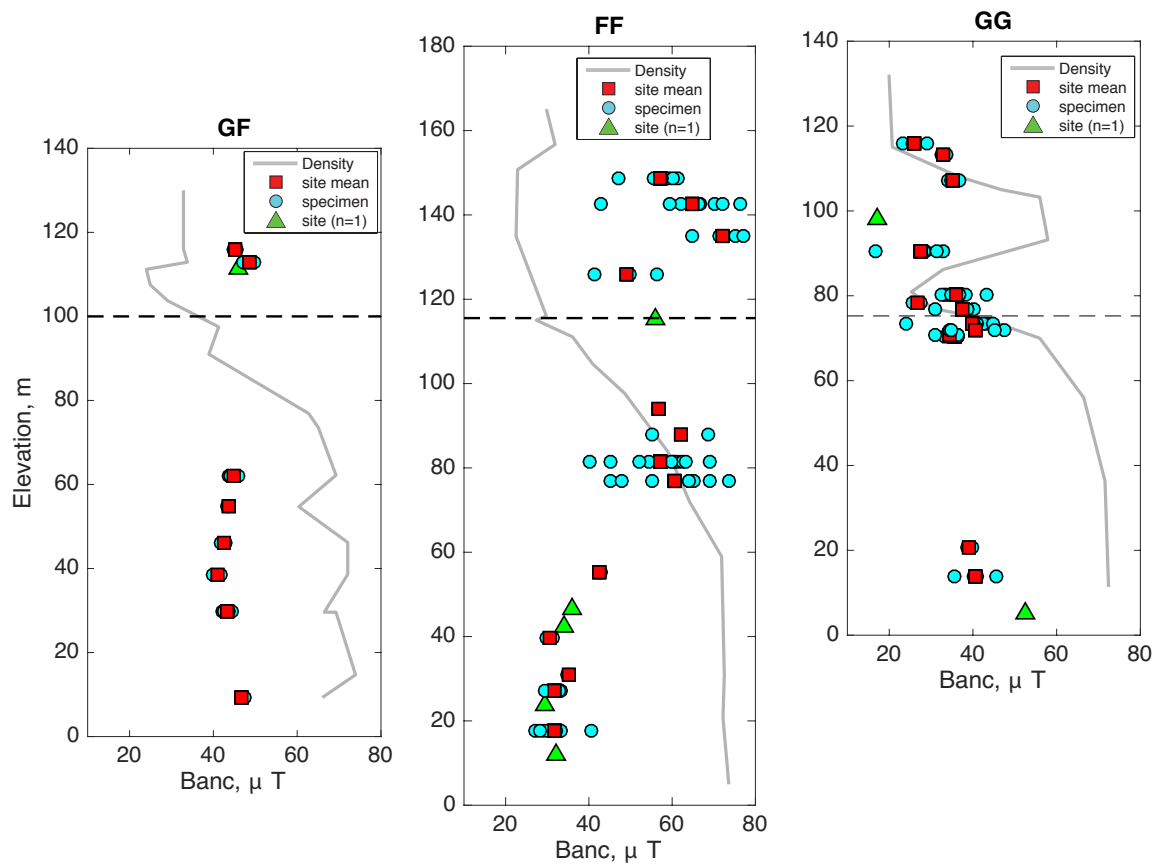 GF
140
120
100
80
60
40
20
0
Elevation, m
20
40
60
80
Banc, μ T
Density
site mean
specimen
site (n=1)
FF
180
160
140
120
100
80
60
40
20
0
20
40
60
80
Banc, μ T
Density
site mean
specimen
site (n=1)
GG
140
120
100
80
60
40
20
0
20
40
60
80
Banc, μ T
Density
site mean
specimen
site (n=1)